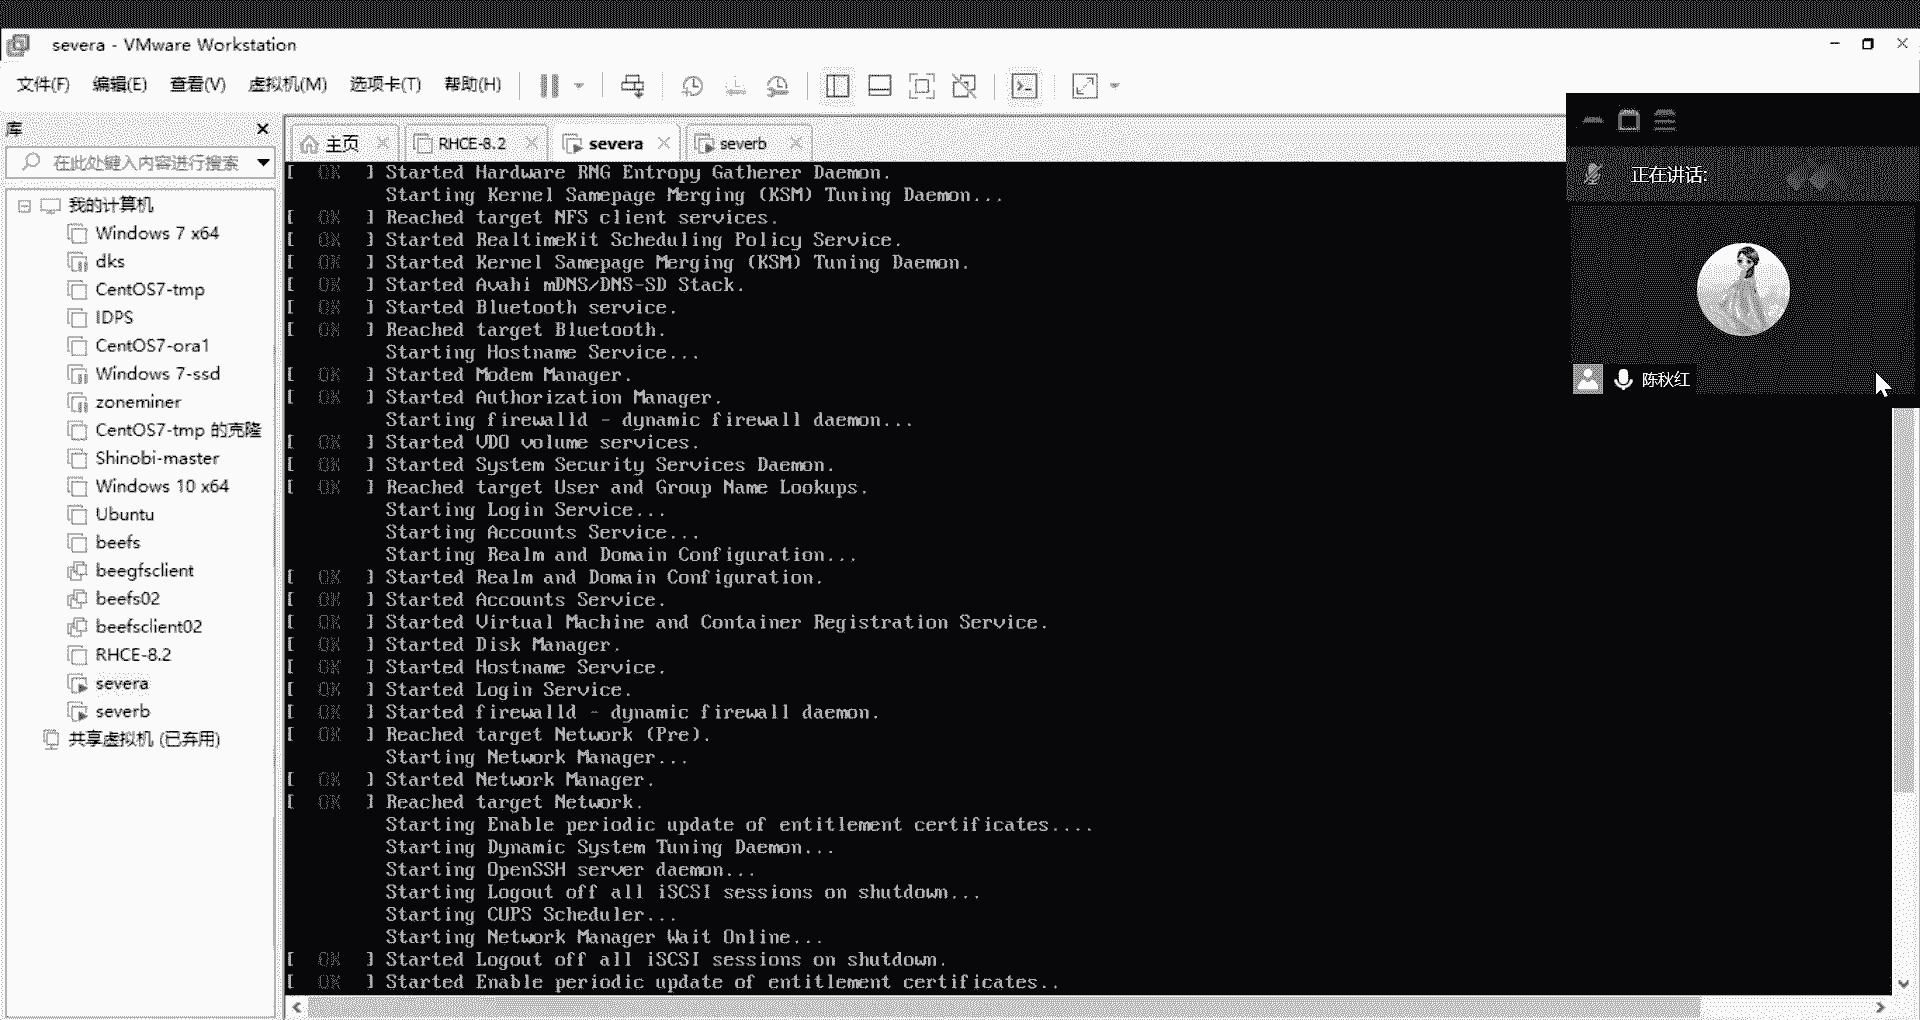 severa - VMware Workstation
文件(F) 编辑(E) 查看(V) 虚拟机(M) 选项卡(T) 帮助(H)
库
在此处键入内容进行搜索
我的计算机
Windows 7 x64
dks
CentOS7-tmp
IDPS
CentOS7-ora1
Windows 7-ssd
zoneminer
CentOS7-tmp 的克隆
Shinobi-master
Windows 10 x64
Ubuntu
beefs
beegfsclient
beefs02
beefsclient02
RHCE-8.2
severa
severb
共享虚拟机 (已弃用)
主页 RHCE-8.2 severa severb
[ OK ] Started Hardware RNG Entropy Gatherer Daemon.
Starting Kernel Samepage Merging (KSM) Tuning Daemon...
[ OK ] Reached target NFS client services.
[ OK ] Started RealtimeKit Scheduling Policy Service.
[ OK ] Started Kernel Samepage Merging (KSM) Tuning Daemon.
[ OK ] Started Avahi mDNS/DNS-SD Stack.
[ OK ] Started Bluetooth service.
[ OK ] Reached target Bluetooth.
Starting Hostname Service...
[ OK ] Started Modem Manager.
[ OK ] Started Authorization Manager.
Starting firewalld - dynamic firewall daemon...
[ OK ] Started VDO volume services.
[ OK ] Started System Security Services Daemon.
[ OK ] Reached target User and Group Name Lookups.
Starting Login Service...
Starting Accounts Service...
Starting Realm and Domain Configuration...
[ OK ] Started Realm and Domain Configuration.
[ OK ] Started Accounts Service.
[ OK ] Started Virtual Machine and Container Registration Service.
[ OK ] Started Disk Manager.
[ OK ] Started Hostname Service.
[ OK ] Started Login Service.
[ OK ] Started firewalld - dynamic firewall daemon.
[ OK ] Reached target Network (Pre).
Starting Network Manager...
[ OK ] Started Network Manager.
[ OK ] Reached target Network.
Starting Enable periodic update of entitlement certificates....
Starting Dynamic System Tuning Daemon...
Starting OpenSSH server daemon...
Starting Logout off all iSCSI sessions on shutdown...
Starting CUPS Scheduler...
Starting Network Manager Wait Online...
[ OK ] Started Logout off all iSCSI sessions on shutdown.
[ OK ] Started Enable periodic update of entitlement certificates..
正在讲话:
陈秋红